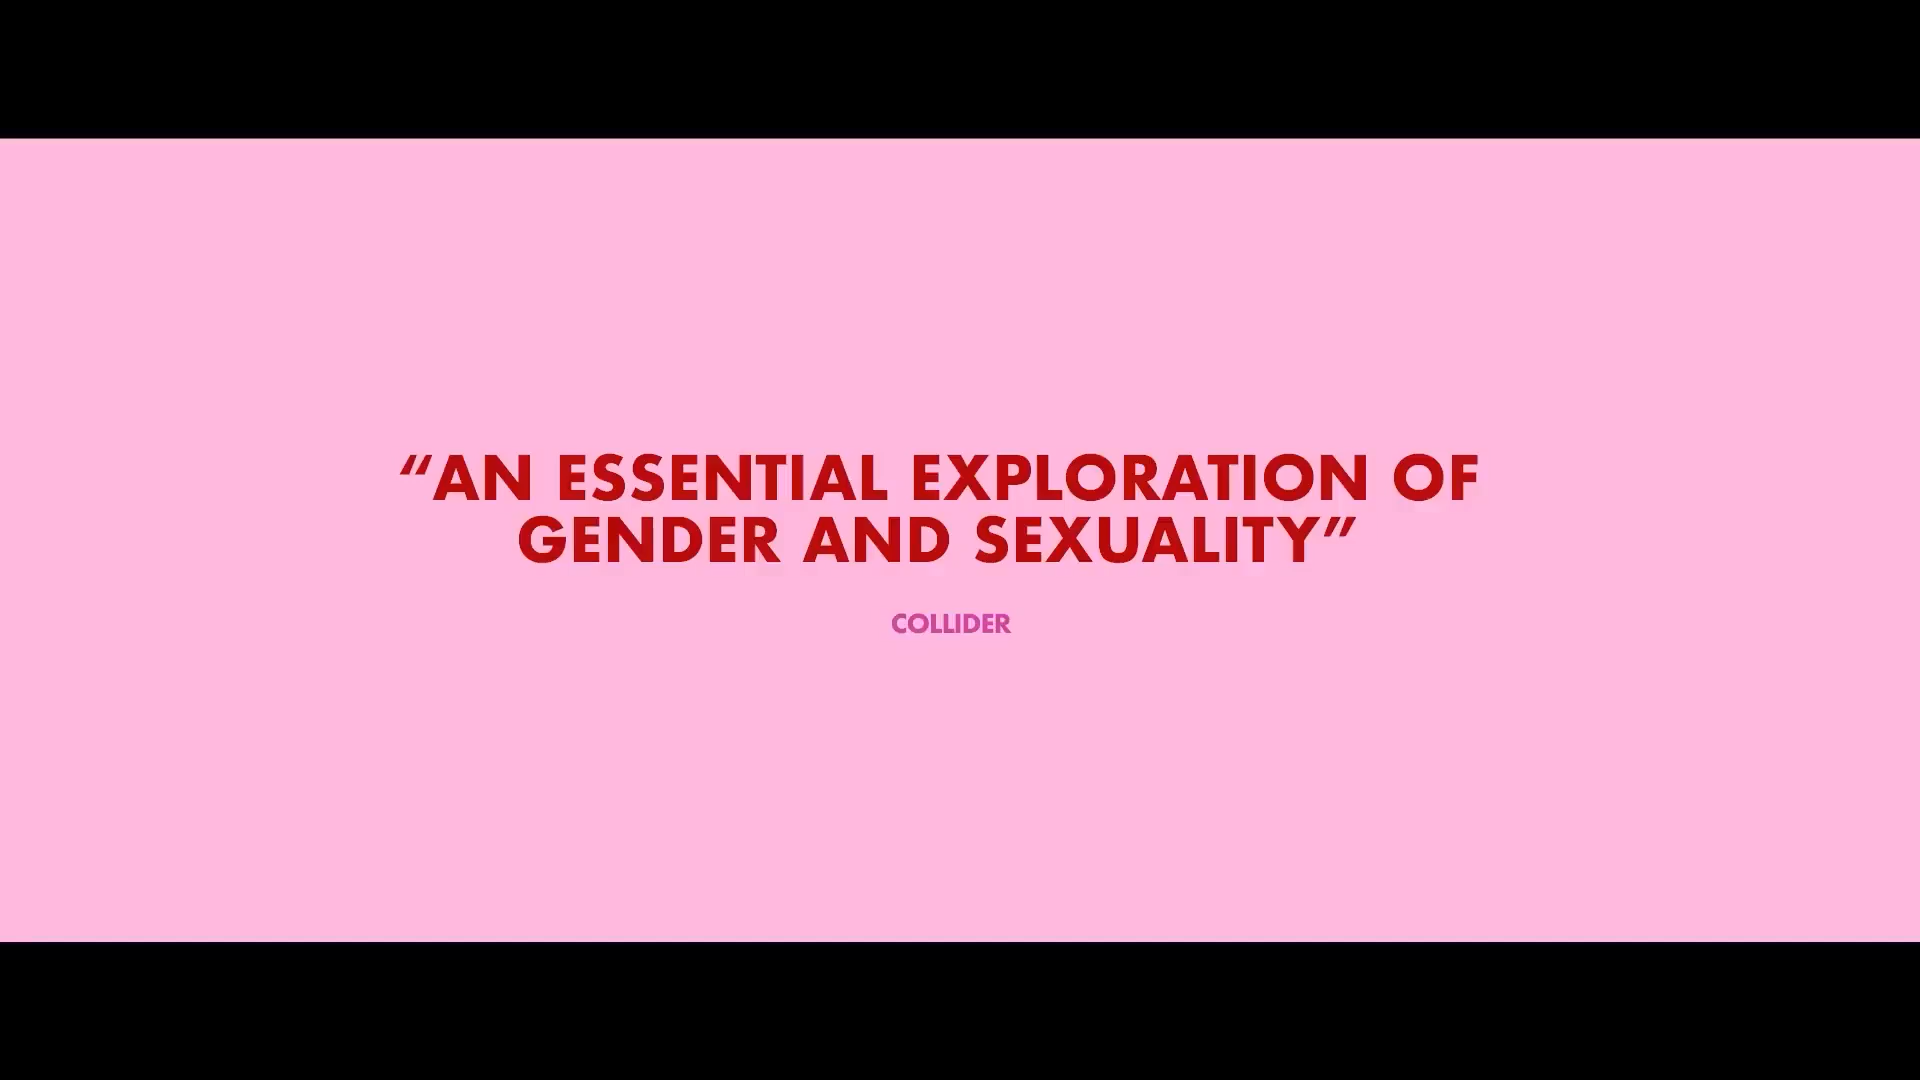 “AN ESSENTIAL EXPLORATION OF
GENDER AND SEXUALITY”
COLLIDER